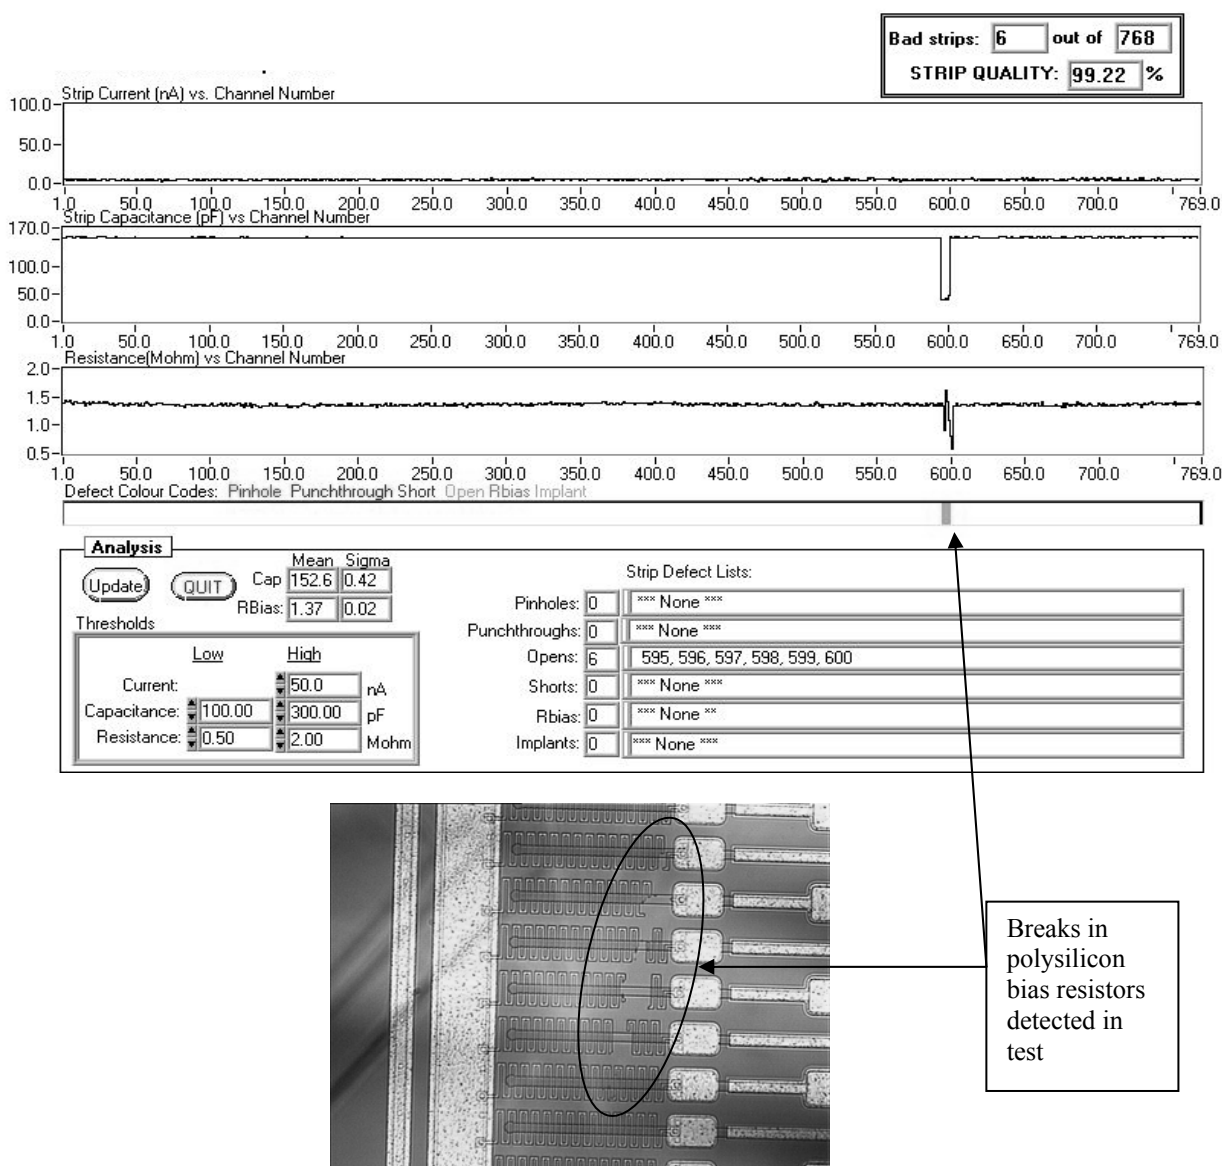 Bad strips: 6 out of 768
STRIP QUALITY: 99.22 %
Strip Current (nA) vs. Channel Number
100.0
50.0
0.0
1.0 50.0 100.0 150.0 200.0 250.0 300.0 350.0 400.0 450.0 500.0 550.0 600.0 650.0 700.0 769.0
Strip Capacitance (pF) vs Channel Number
170.0
100.0
50.0
0.0
1.0 50.0 100.0 150.0 200.0 250.0 300.0 350.0 400.0 450.0 500.0 550.0 600.0 650.0 700.0 769.0
Resistance(Mohm) vs Channel Number
2.0
1.5
1.0
0.5
1.0 50.0 100.0 150.0 200.0 250.0 300.0 350.0 400.0 450.0 500.0 550.0 600.0 650.0 700.0 769.0
Defect Colour Codes: Pinhole Punchthrough Short Open Rbias Implant
Analysis
Mean Sigma
Update QUIT Cap 152.6 0.42
RBias: 1.37 0.02
Thresholds
Low High
Current: 50.0 nA
Capacitance: 100.00 300.00 pF
Resistance: 0.50 2.00 Mohm
Strip Defect Lists:
Pinholes: 0 *** None ***
Punchthroughs: 0 *** None ***
Opens: 6 595, 596, 597, 598, 599, 600
Shorts: 0 *** None ***
Rbias: 0 *** None **
Implants: 0 *** None ***
Breaks in
polysilicon
bias resistors
detected in
test